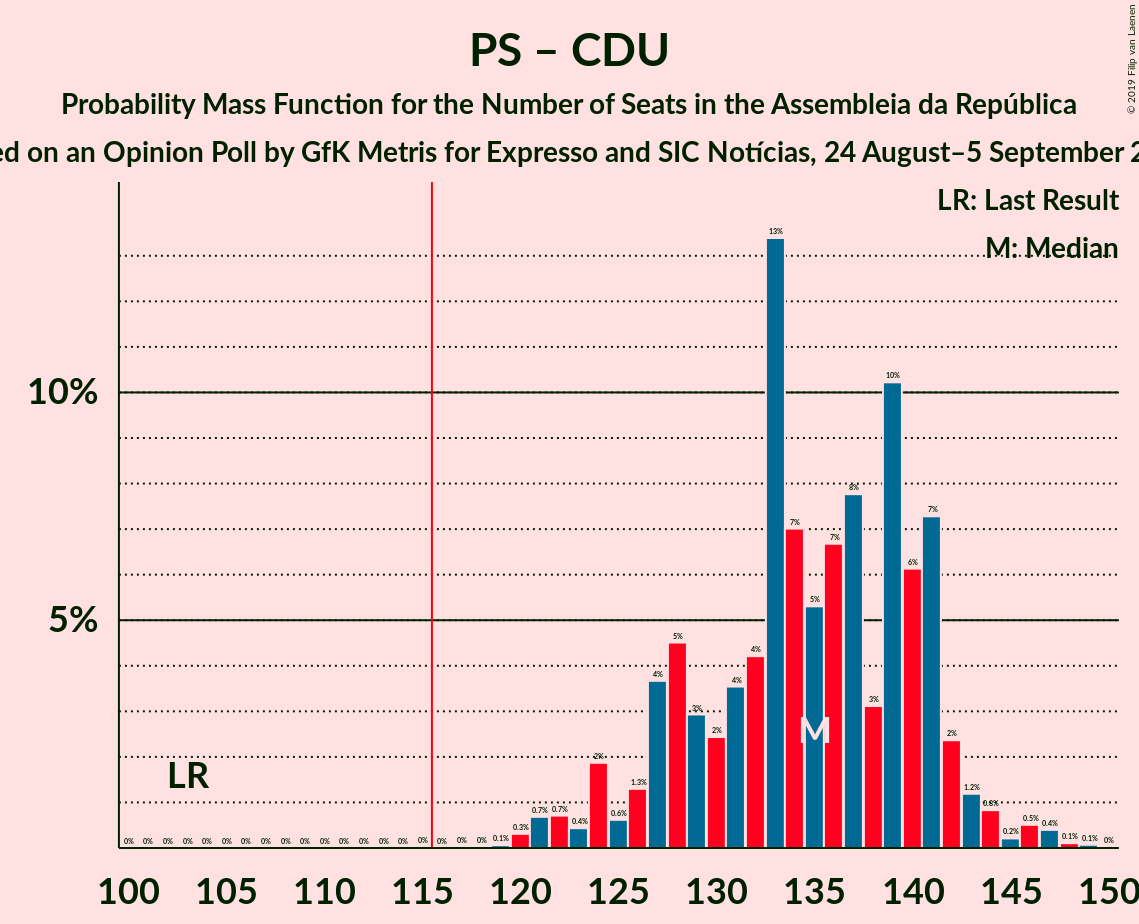 PS – CDU
Probability Mass Function for the Number of Seats in the Assembleia da República
on an Opinion Poll by GfK Metris for Expresso and SIC Notícias, 24 August–5 September
© 2019 Filip van Laenen
LR: Last Result
M: Median
10%
5%
LR
M
0% 0% 0% 0% 0% 0% 0% 0% 0% 0% 0% 0% 0% 0% 0% 0% 0% 0% 0% 0.1% 0.3% 0.7% 0.7% 0.4% 2% 0.6% 1.3% 4% 5% 3% 2% 4% 4% 13% 7% 5% 7% 8% 3% 10% 6% 7% 2% 1.2% 0.8% 0.2% 0.5% 0.4% 0.1% 0.1% 0%
100 105 110 115 120 125 130 135 140 145 150